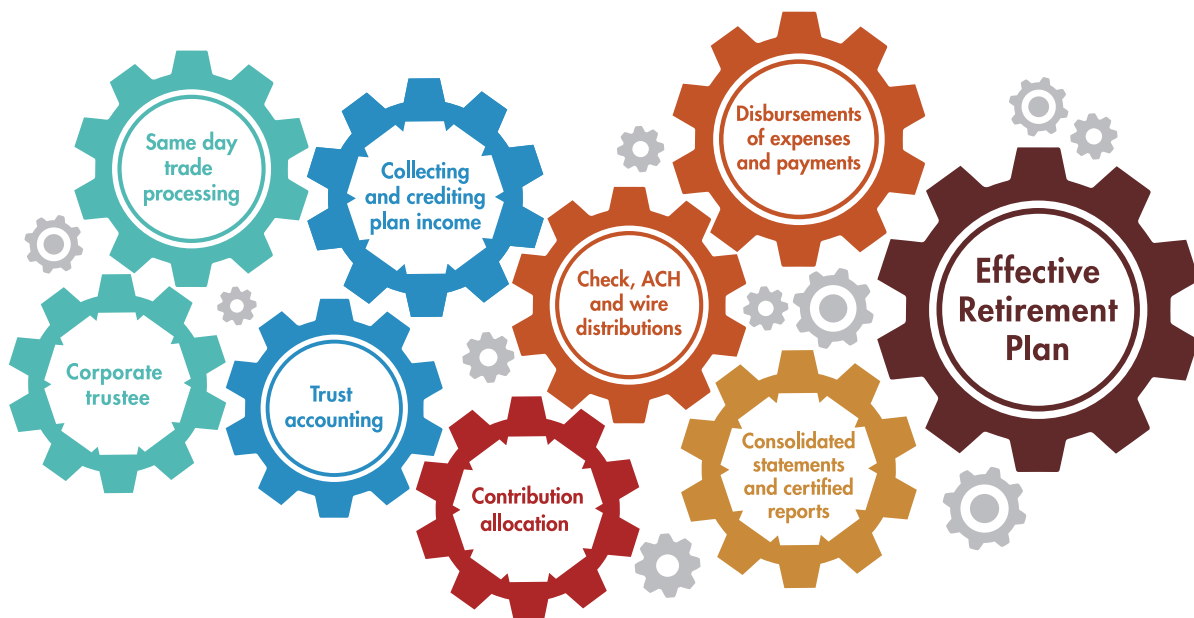 Same day
trade
processing
Collecting
and crediting
plan income
Disbursements
of expenses
and payments
Check, ACH
and wire
distributions
Effective
Retirement
Plan
Corporate
trustee
Trust
accounting
Contribution
allocation
Consolidated
statements
and certified
reports